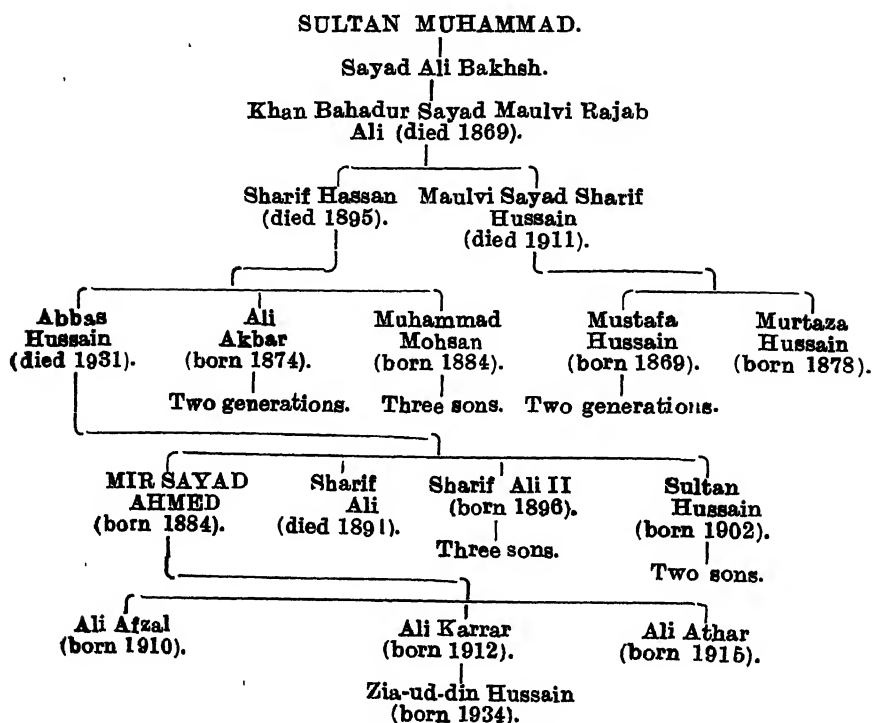 SULTAN MUHAMMAD.
Sayad Ali Bakhsh.
Khan Bahadur Sayad Maulvi Rajab
Ali (died 1869).
Sharif Hassan
(died 1895).
Maulvi Sayad Sharif
Hussain
(died 1911).
Abbas
Hussain
(died 1931).
Ali
Akbar
(born 1874).
Two generations.
Muhammad
Mohsan
(born 1884).
Three sons.
Mustafa
Hussain
(born 1869).
Two generations.
Murtaza
Hussain
(born 1878).
MIR SAYAD
AHMED
(born 1884).
Sharif
Ali
(died 1891).
Sharif Ali II
(born 1896).
Three sons.
Sultan
Hussain
(born 1902).
Two sons.
Ali Afzal
(born 1910).
Ali Karrar
(born 1912).
Zia-ud-din Hussain
(born 1934).
Ali Athar
(born 1915).